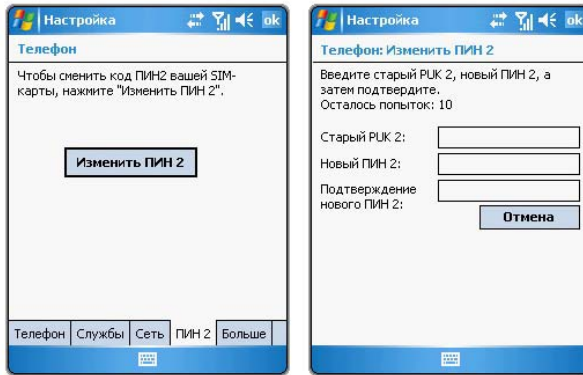 Настройка ok
Телефон
Чтобы сменить код ПИН2 вашей SIM-
карты, нажмите "Изменить ПИН 2".
Изменить ПИН 2
Телефон Службы Сеть ПИН 2 Больше
Настройка ok
Телефон: Изменить ПИН 2
Введите старый PUK 2, новый ПИН 2, а
затем подтвердите.
Осталось попыток: 10
Старый PUK 2:
Новый ПИН 2:
Подтверждение
нового ПИН 2:
Отмена